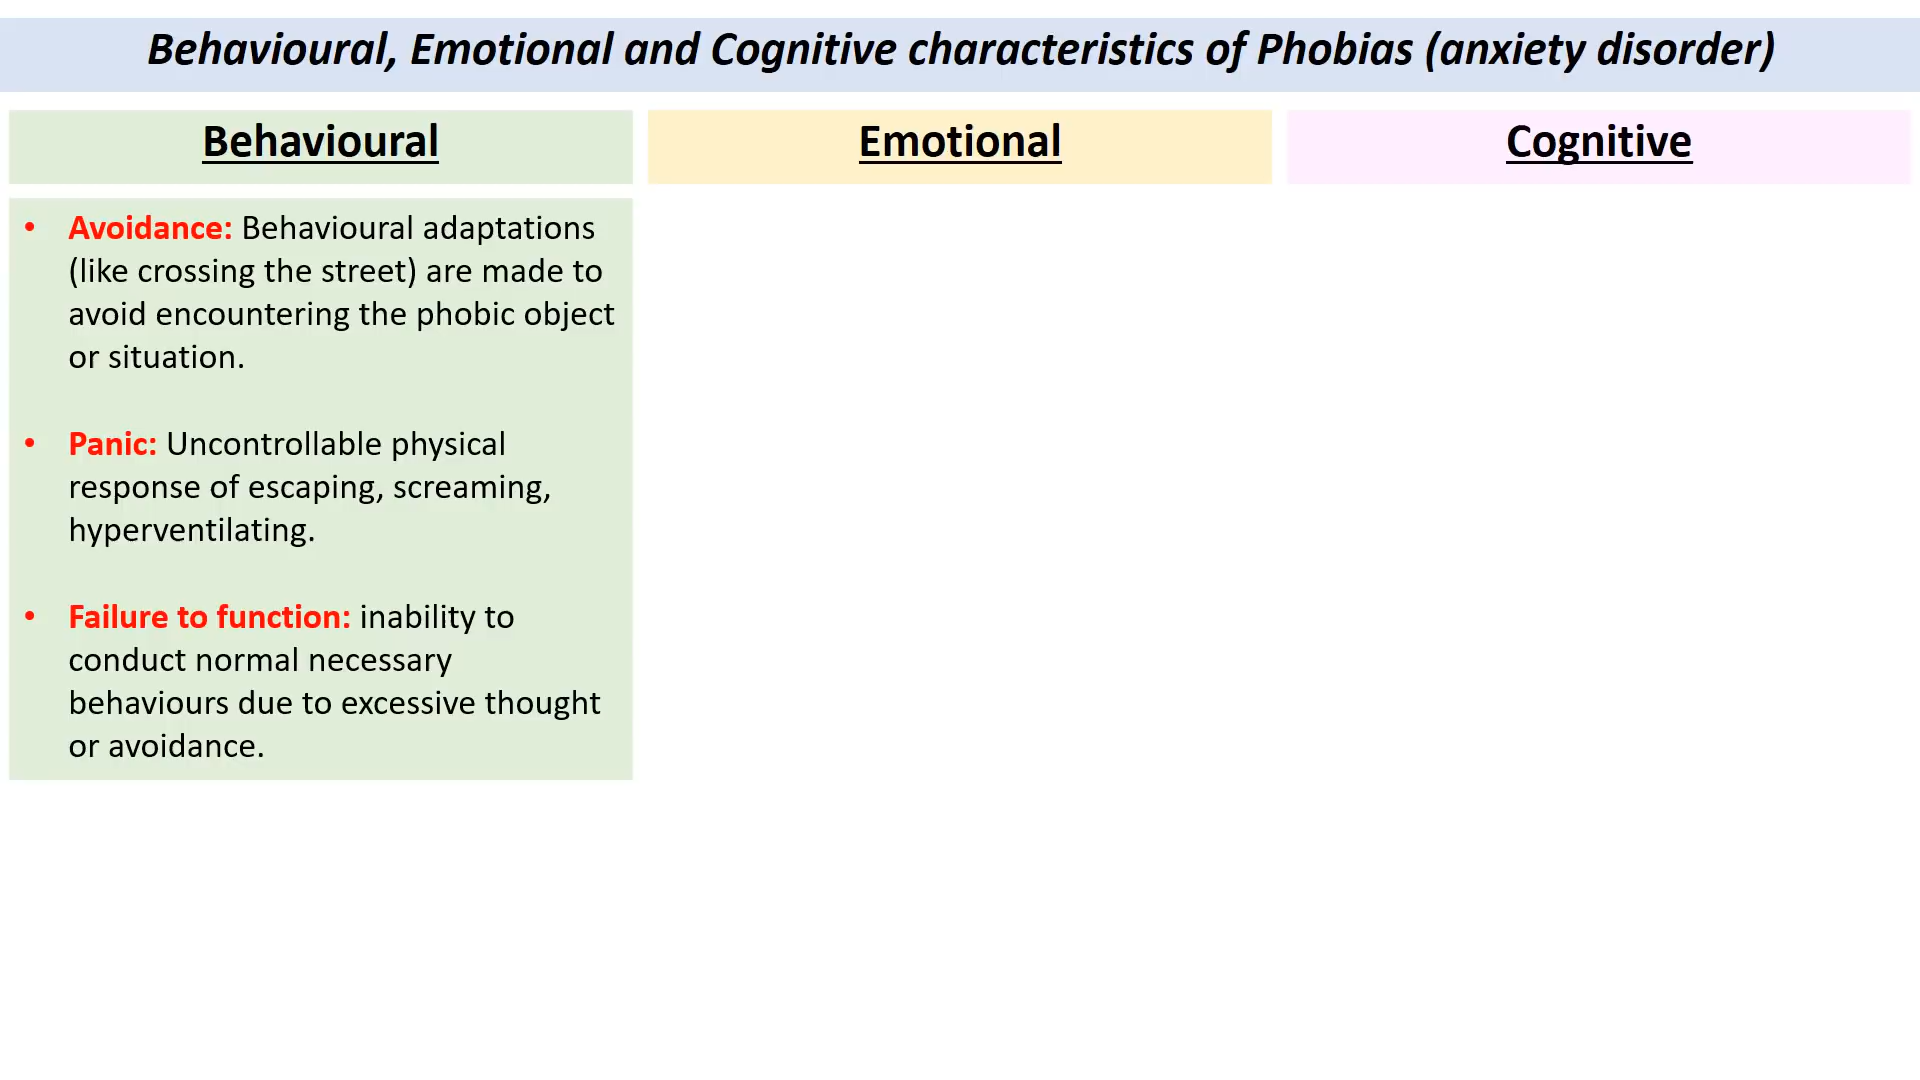 Behavioural, Emotional and Cognitive characteristics of Phobias (anxiety disorder)
Behavioural
Emotional
Cognitive
• Avoidance: Behavioural adaptations
(like crossing the street) are made to
avoid encountering the phobic object
or situation.
• Panic: Uncontrollable physical
response of escaping, screaming,
hyperventilating.
• Failure to function: inability to
conduct normal necessary
behaviours due to excessive thought
or avoidance.